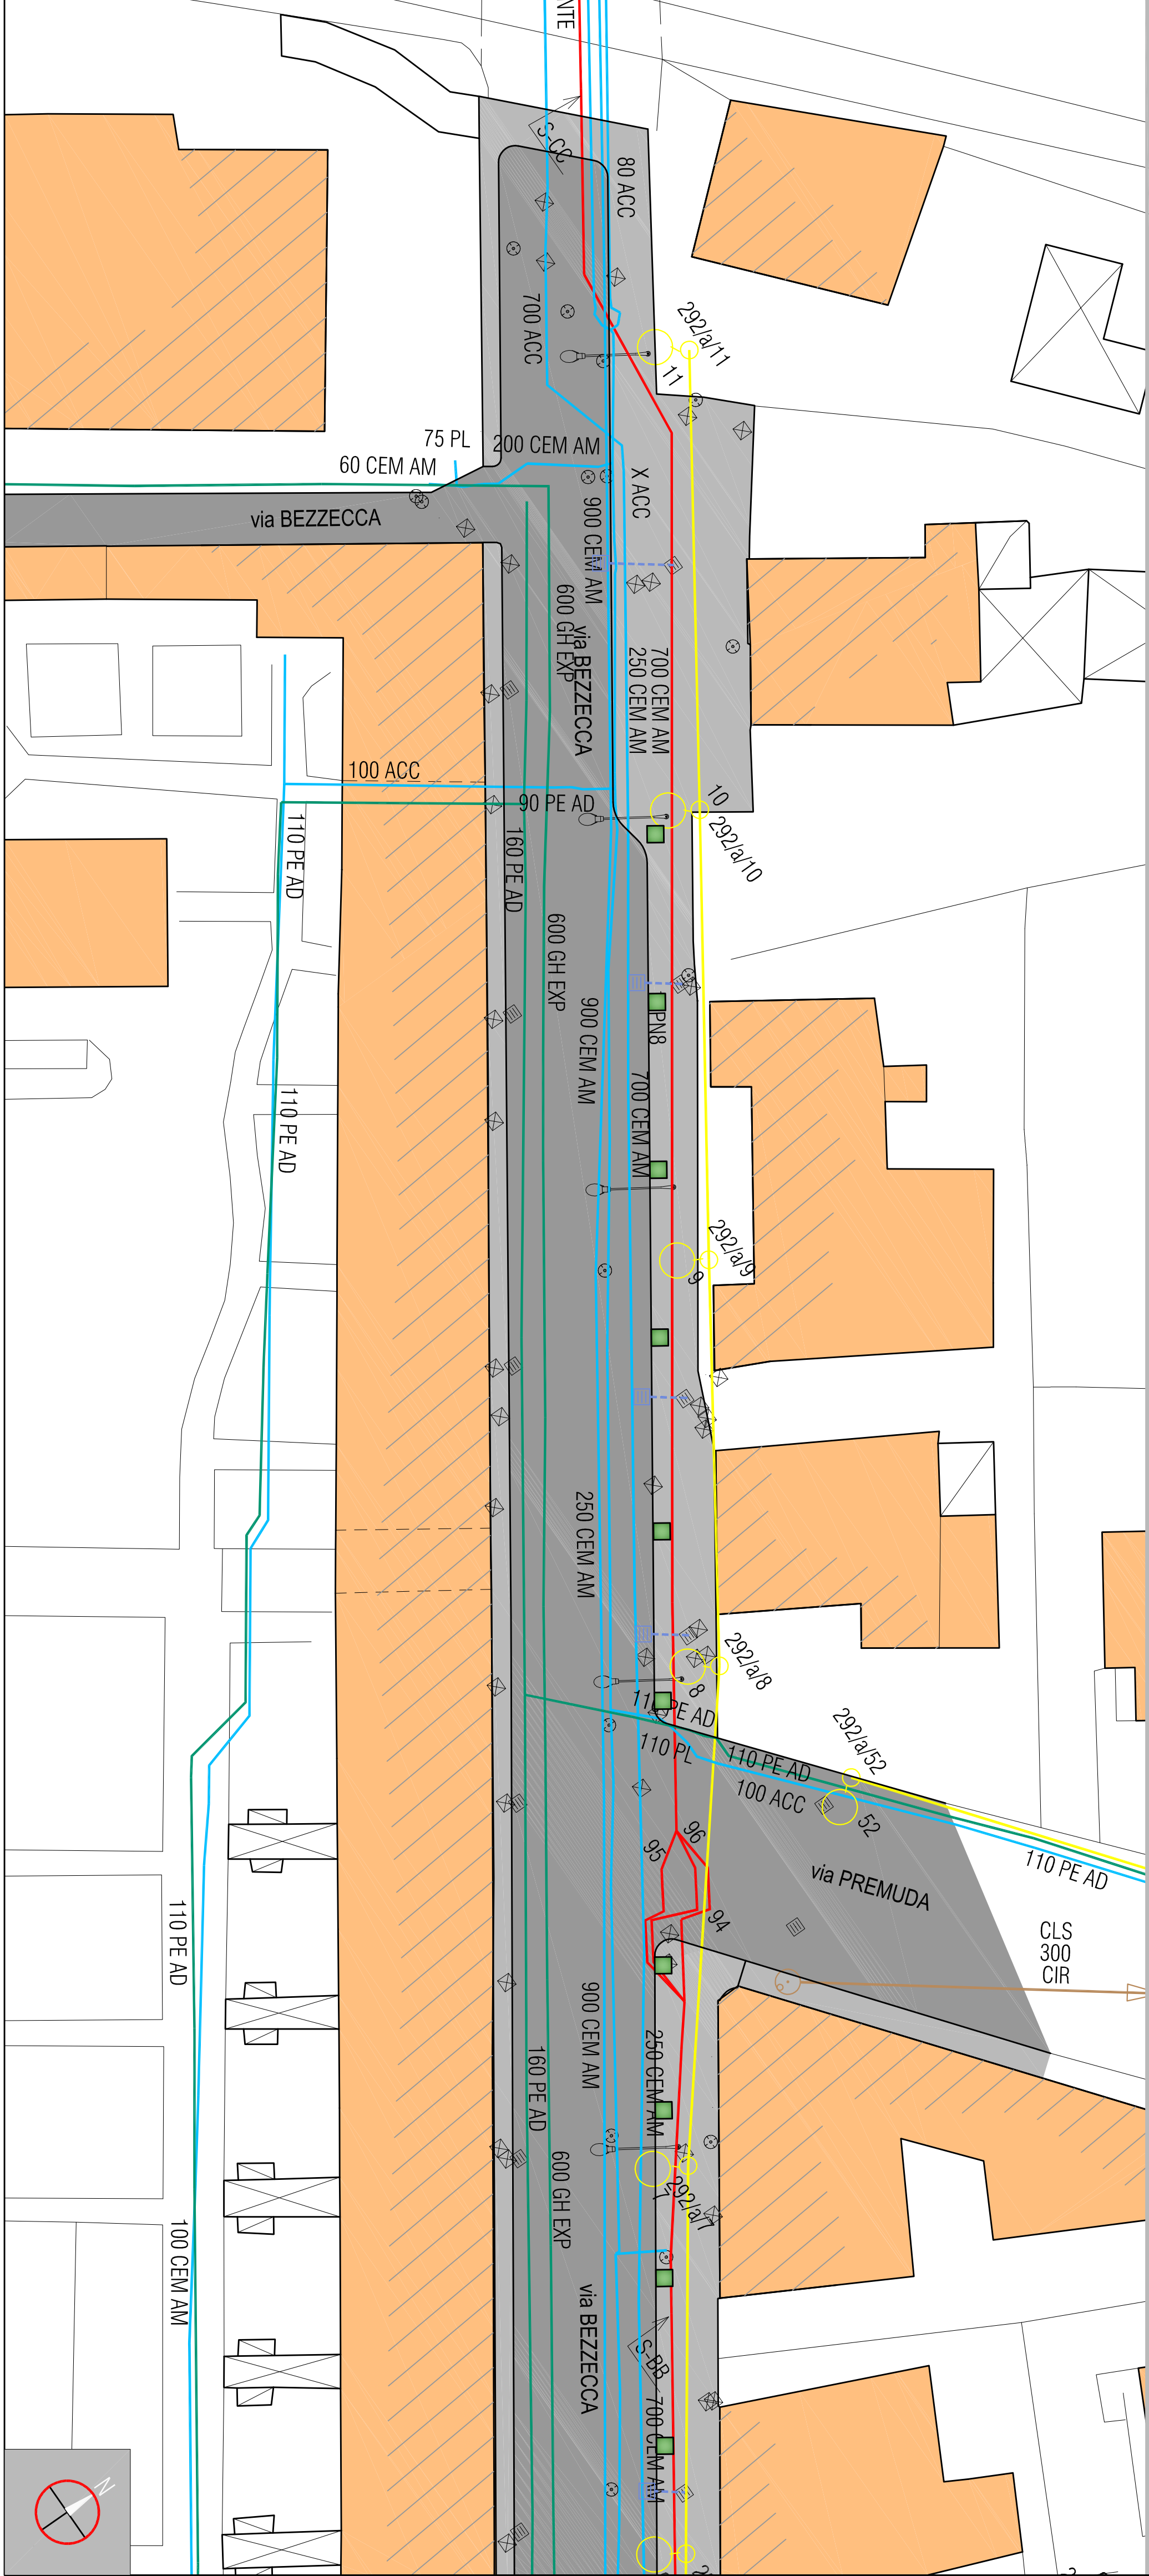 NTE
S-CC
80 ACC
700 ACC
292/a/11
11
75 PL
200 CEM AM
60 CEM AM
X ACC
via BEZZECCA
900 CEM AM
600 GH EXP
via BEZZECCA
700 CEM AM
250 CEM AM
100 ACC
90 PE AD
10
292/a/10
110 PE AD
160 PE AD
600 GH EXP
900 CEM AM
PN8
700 CEM AM
110 PE AD
292/a/9
9
250 CEM AM
292/a/8
8
110 PE AD
110 PL
110 PE AD
100 ACC
292/a/52
52
96
95
94
via PREMUDA
110 PE AD
110 PE AD
CLS
300
CIR
900 CEM AM
250 CEM AM
160 PE AD
600 GH EXP
7
292/a/7
100 CEM AM
via BEZZECCA
S-BB
700 CEM AM
N